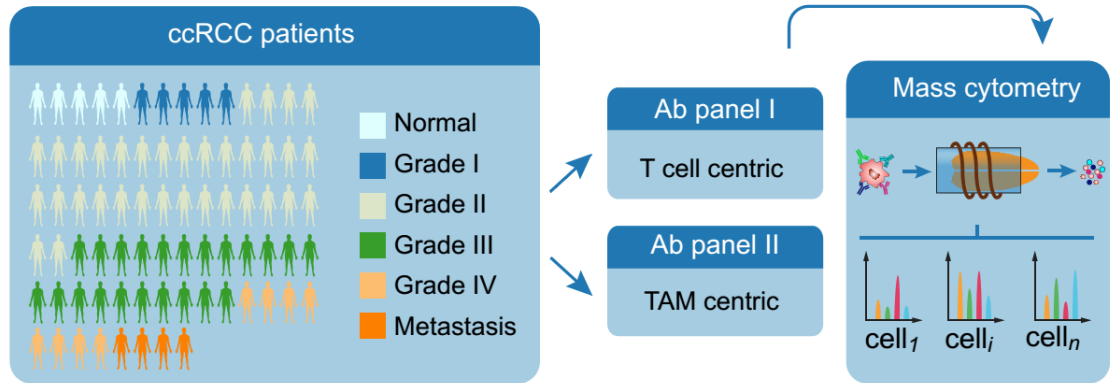 ccRCC patients
Normal
Grade I
Grade II
Grade III
Grade IV
Metastasis
Ab panel I
T cell centric
Ab panel II
TAM centric
Mass cytometry
cell1 celli celln